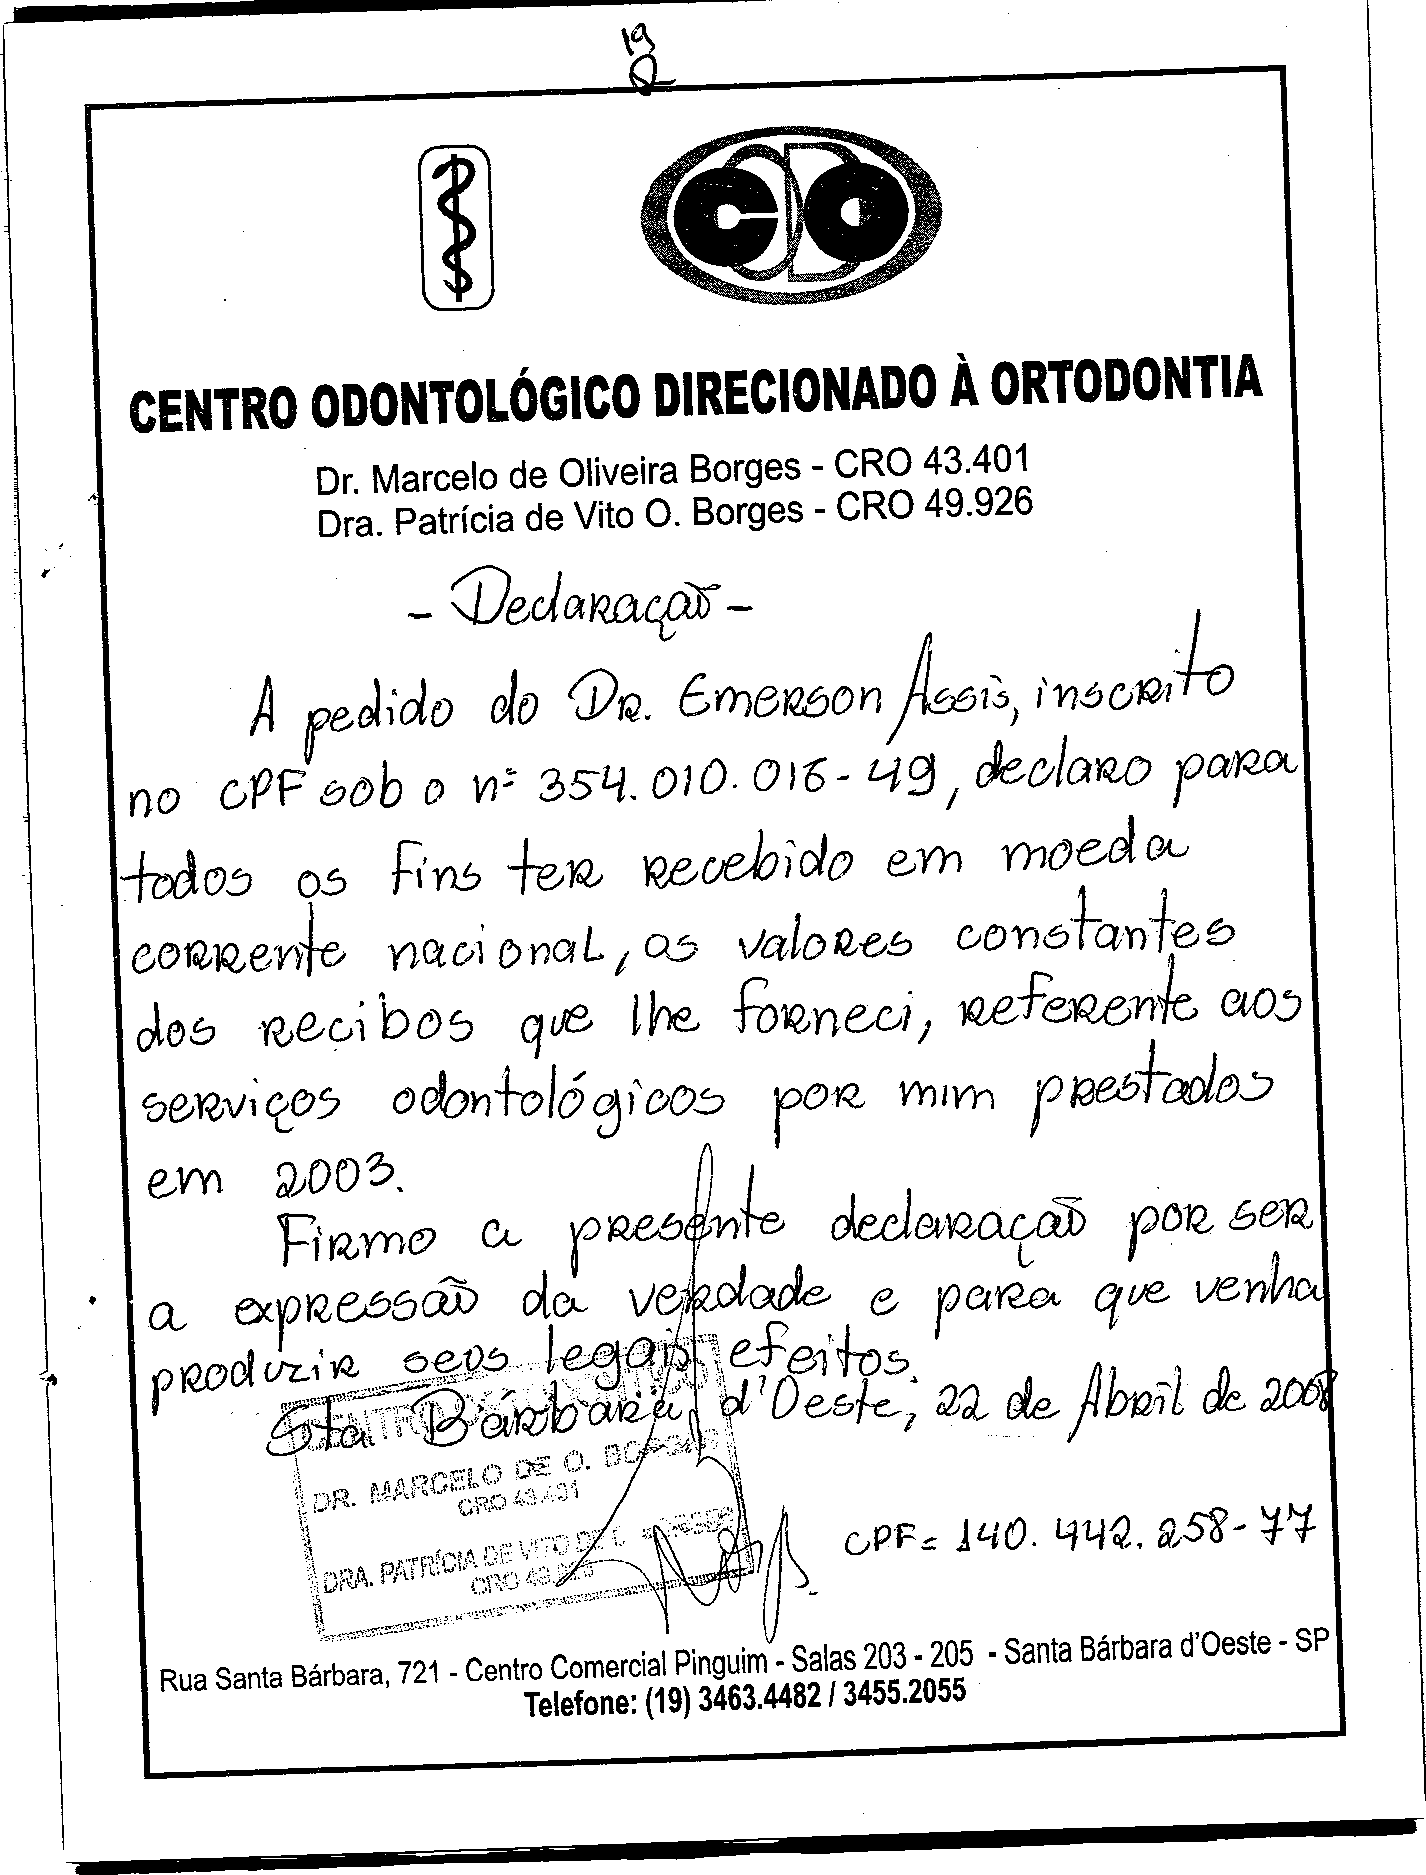 19
CDO
CENTRO ODONTOLÓGICO DIRECIONADO À ORTODONTIA
Dr. Marcelo de Oliveira Borges - CRO 43.401
Dra. Patrícia de Vito O. Borges - CRO 49.926
- Declaração -
A pedido do Dr. Emerson Assis, inscrito
no CPF sob o nº 354.010.016-49, declaro para
todos os fins ter recebido em moeda
corrente nacional, os valores constantes
dos recibos que lhe forneci, referente aos
serviços odontológicos por mim prestados
em 2003.
Firmo a presente declaração por ser
a expressão da verdade e para que venha
produzir seus legais efeitos.
Sta Bárbara d'Oeste, 22 de Abril de 2008
CENTRO
DR. MARCELO DE O. BORGES
CRO 43.401
DRA. PATRÍCIA DE VITO
CRO
CPF= 140.442.258-77
Rua Santa Bárbara, 721 - Centro Comercial Pinguim - Salas 203 - 205 - Santa Bárbara d'Oeste - SP
Telefone: (19) 3463.4482 / 3455.2055